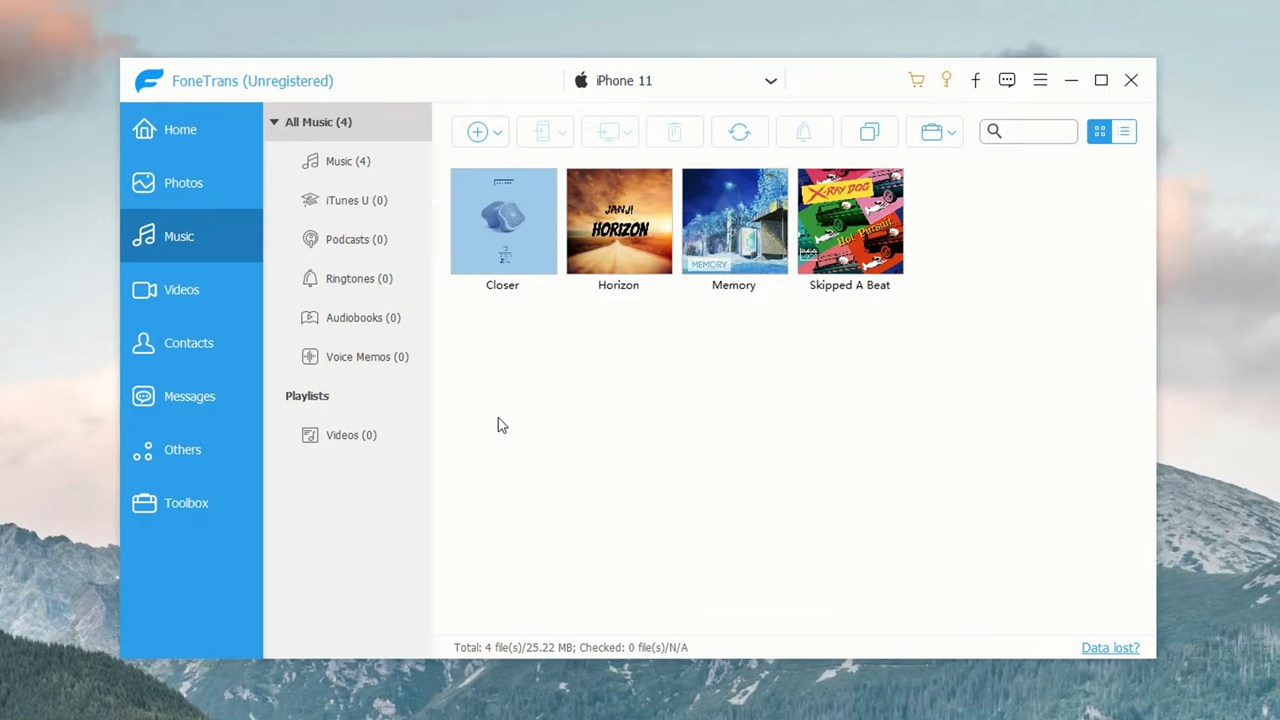 FoneTrans (Unregistered)
iPhone 11
Home
Photos
Music
Videos
Contacts
Messages
Others
Toolbox
All Music (4)
Music (4)
iTunes U (0)
Podcasts (0)
Ringtones (0)
Audiobooks (0)
Voice Memos (0)
Playlists
Videos (0)
JANJI
HORIZON
MEMORY
X-RAY DOG
Hot Pursuit
Closer
Horizon
Memory
Skipped A Beat
Total: 4 file(s)/25.22 MB; Checked: 0 file(s)/N/A
Data lost?